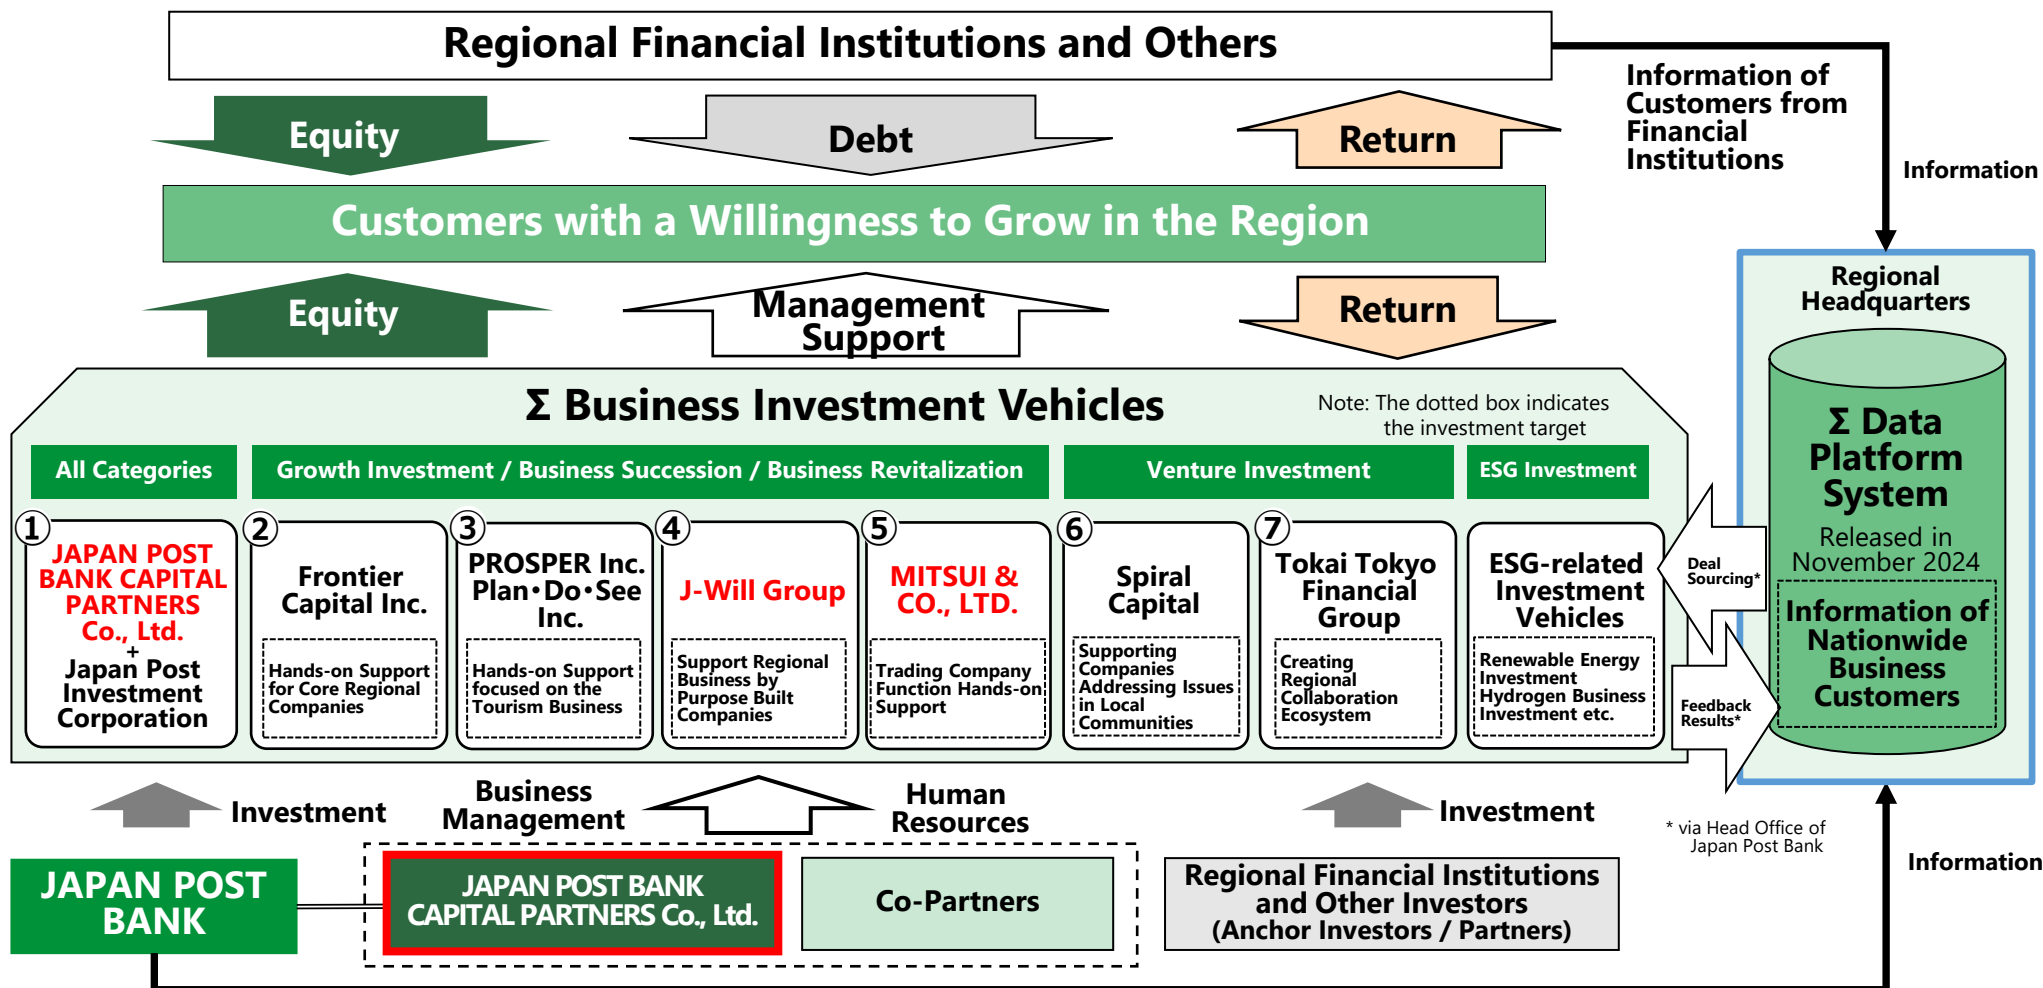 Regional Financial Institutions and Others
Equity
Debt
Return
Information of
Customers from
Financial
Institutions
Information
Customers with a Willingness to Grow in the Region
Equity
Management
Support
Return
Regional
Headquarters
Σ Data
Platform
System
Released in
November 2024
Information of
Nationwide
Business
Customers
Σ Business Investment Vehicles
Note: The dotted box indicates
the investment target
All Categories
Growth Investment / Business Succession / Business Revitalization
Venture Investment
ESG Investment
①
JAPAN POST
BANK CAPITAL
PARTNERS
Co., Ltd.
+
Japan Post
Investment
Corporation
②
Frontier
Capital Inc.
Hands-on Support
for Core Regional
Companies
③
PROSPER Inc.
Plan・Do・See
Inc.
Hands-on Support
focused on the
Tourism Business
④
J-Will Group
Support Regional
Business by
Purpose Built
Companies
⑤
MITSUI &
CO., LTD.
Trading Company
Function Hands-on
Support
⑥
Spiral
Capital
Supporting
Companies
Addressing Issues
in Local
Communities
⑦
Tokai Tokyo
Financial
Group
Creating
Regional
Collaboration
Ecosystem
ESG-related
Investment
Vehicles
Renewable Energy
Investment
Hydrogen Business
Investment etc.
Deal
Sourcing*
Feedback
Results*
Investment
Business
Management
Human
Resources
Investment
* via Head Office of
Japan Post Bank
Information
JAPAN POST
BANK
JAPAN POST BANK
CAPITAL PARTNERS Co., Ltd.
Co-Partners
Regional Financial Institutions
and Other Investors
(Anchor Investors / Partners)